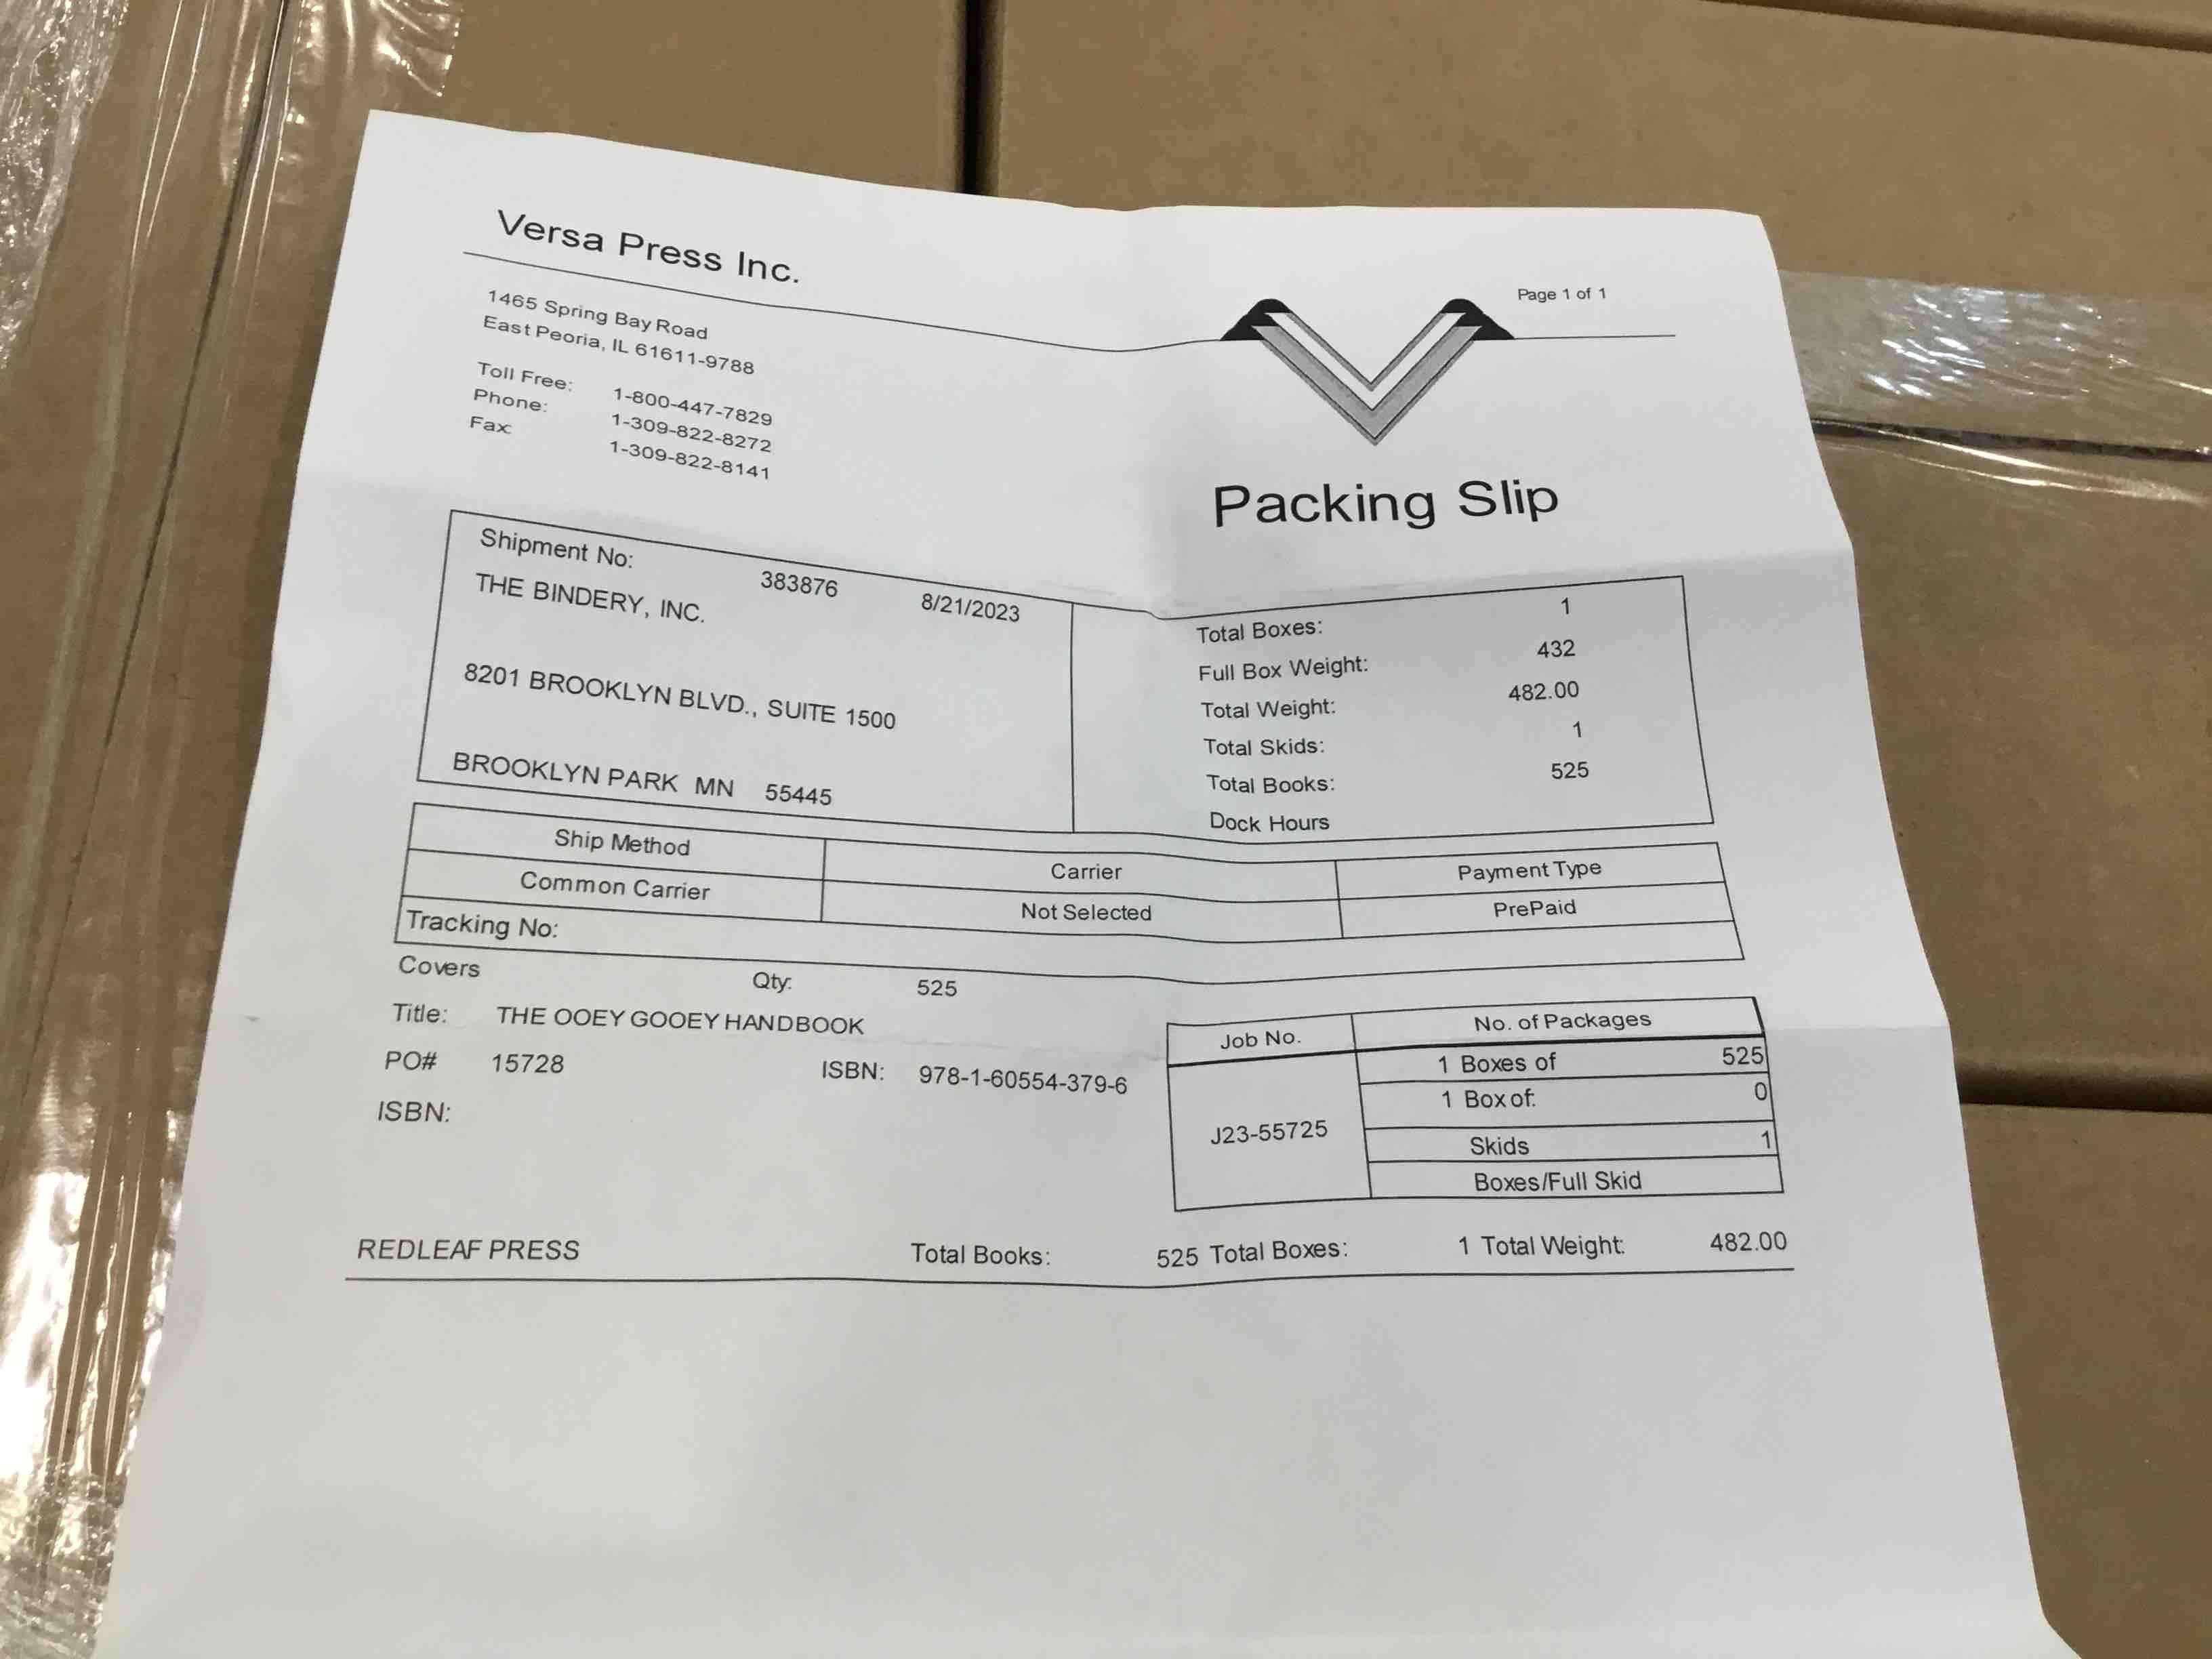 Versa Press Inc.
Page 1 of 1
1465 Spring Bay Road
East Peoria, IL 61611-9788
Toll Free: 1-800-447-7829
Phone: 1-309-822-8272
Fax: 1-309-822-8141
Packing Slip
Shipment No: 383876 8/21/2023
THE BINDERY, INC.
8201 BROOKLYN BLVD., SUITE 1500
BROOKLYN PARK MN 55445
Total Boxes: 1
Full Box Weight: 432
Total Weight: 482.00
Total Skids: 1
Total Books: 525
Dock Hours
Ship Method Carrier Payment Type
Common Carrier Not Selected PrePaid
Tracking No:
Covers Qty: 525
Title: THE OOEY GOOEY HANDBOOK
PO# 15728 ISBN: 978-1-60554-379-6
ISBN:
Job No. No. of Packages
J23-55725
1 Boxes of 525
1 Box of: 0
Skids 1
Boxes/Full Skid
REDLEAF PRESS Total Books: 525 Total Boxes: 1 Total Weight: 482.00